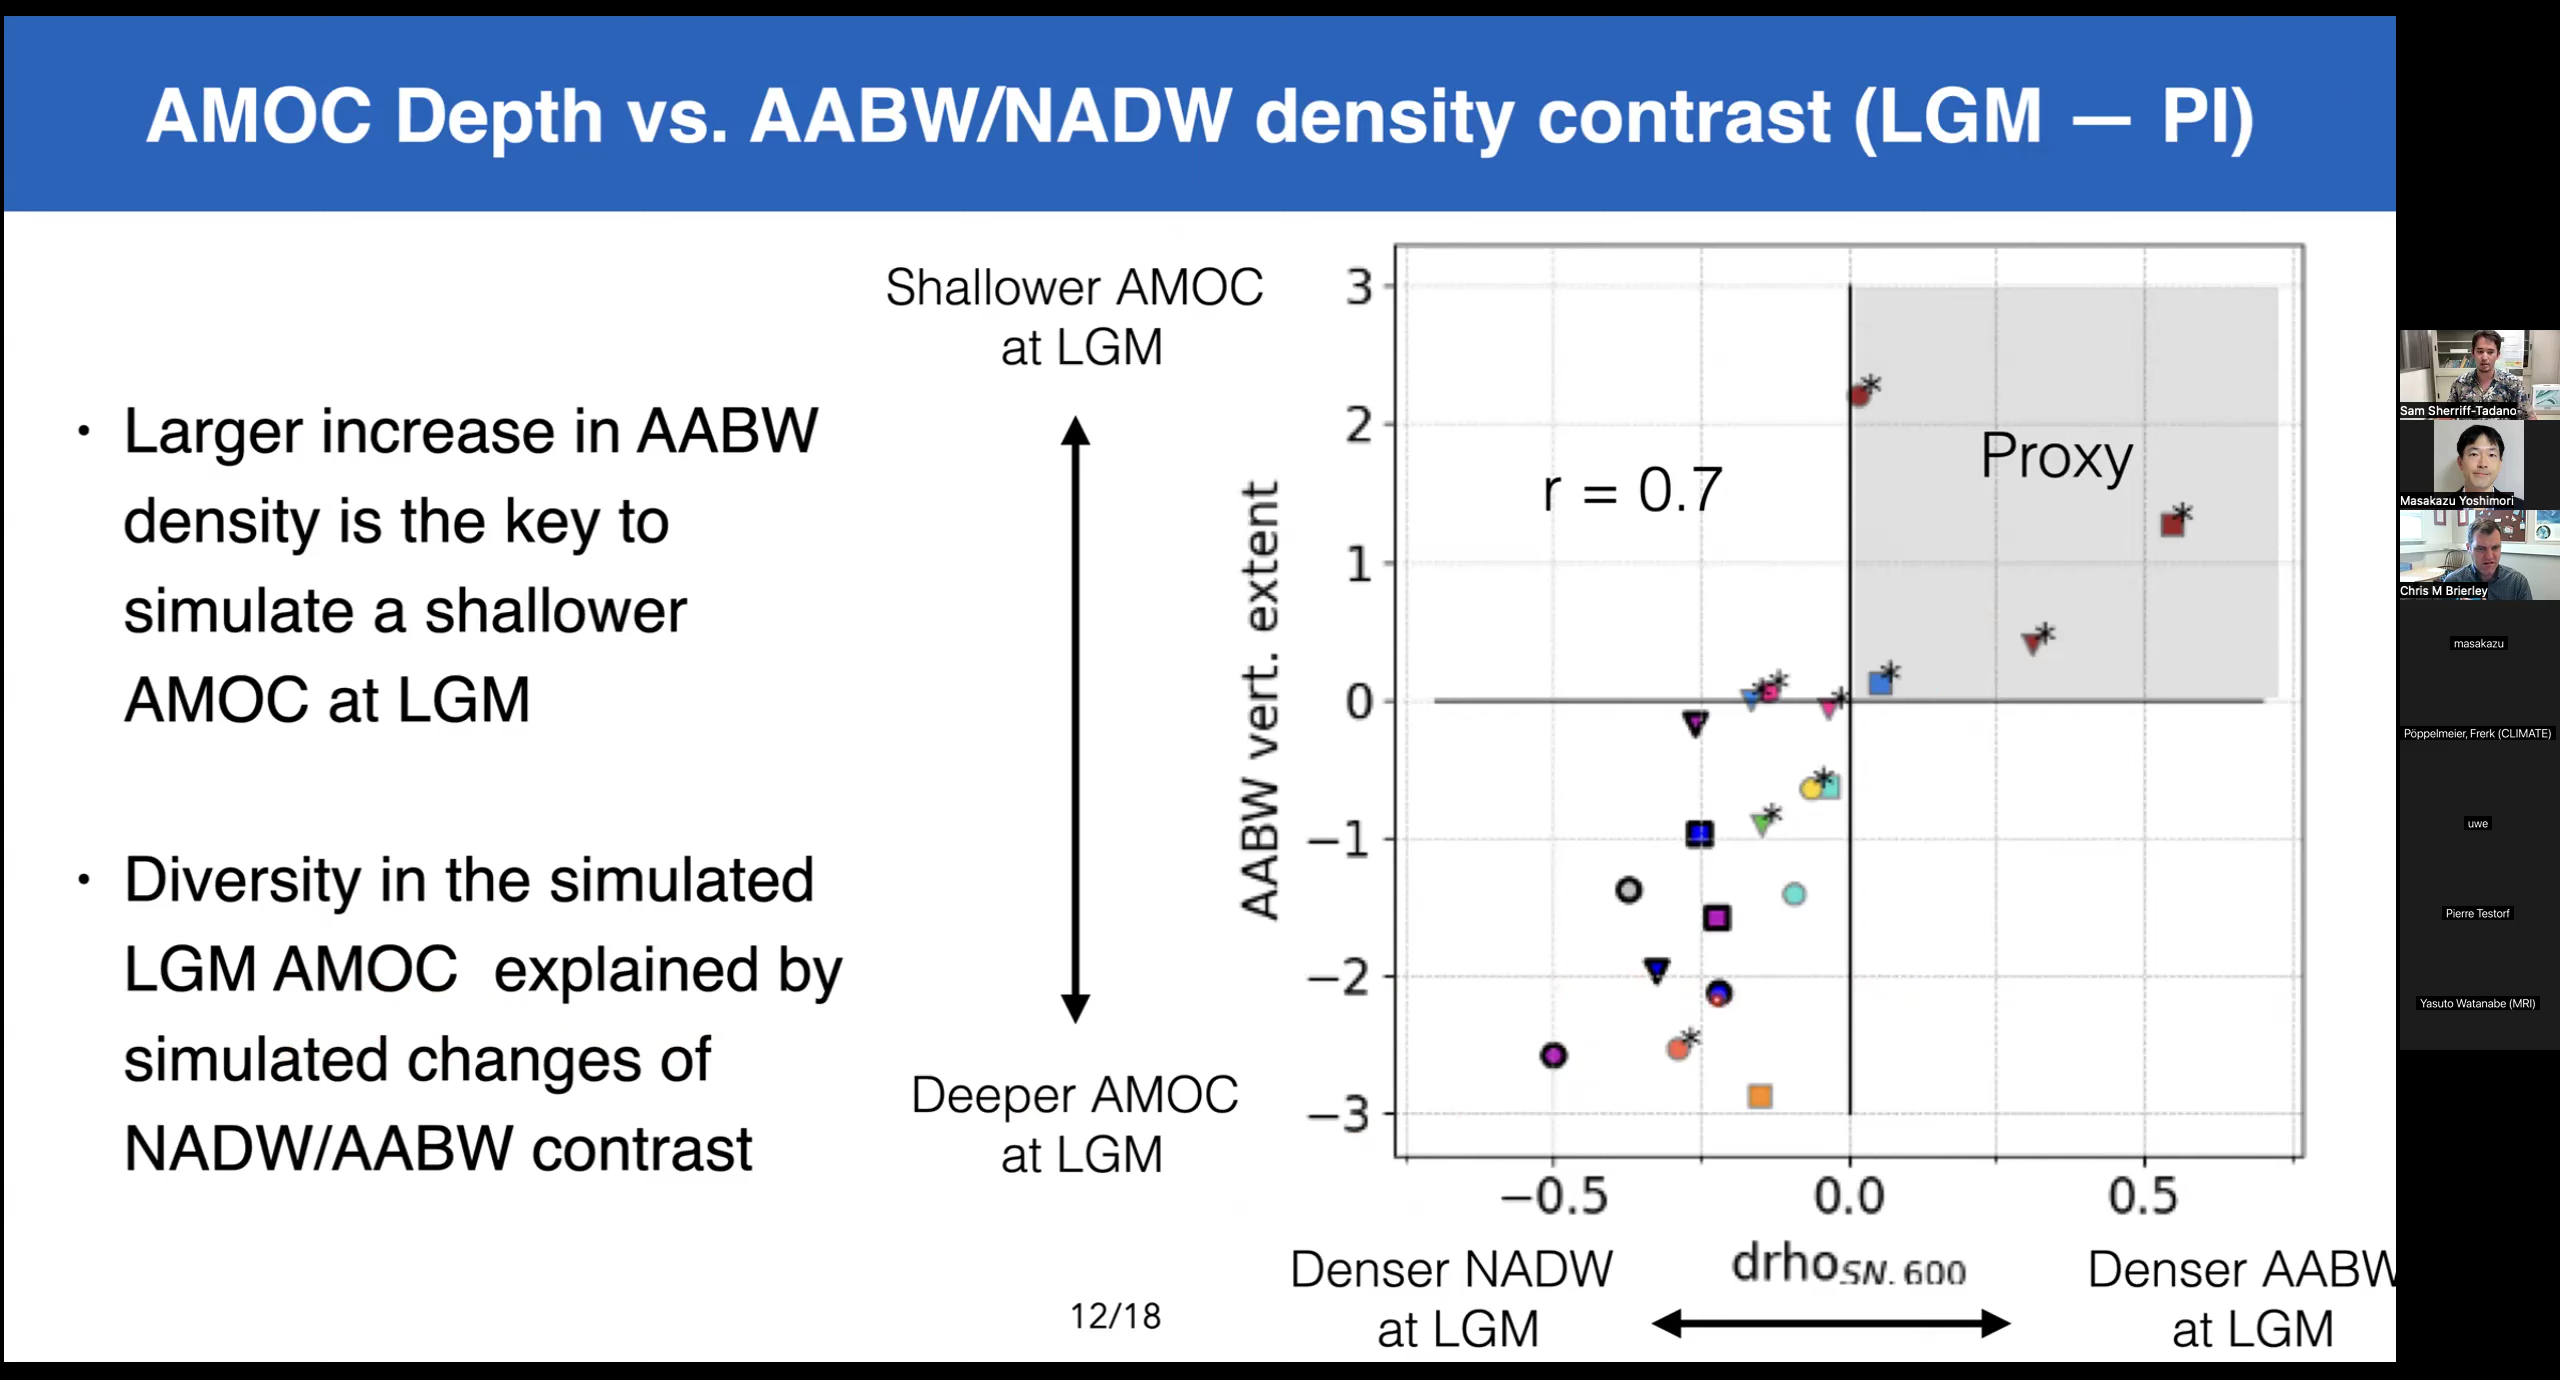 AMOC Depth vs. AABW/NADW density contrast (LGM — PI)
• Larger increase in AABW
density is the key to
simulate a shallower
AMOC at LGM
• Diversity in the simulated
LGM AMOC explained by
simulated changes of
NADW/AABW contrast
Shallower AMOC
at LGM
Deeper AMOC
at LGM
AABW vert. extent
3
2
1
0
−1
−2
−3
r = 0.7
Proxy
* * * * * * * * * *
−0.5 0.0 0.5
drhoSN, 600
Denser NADW
at LGM
Denser AABW
at LGM
12/18
Sam Sherriff-Tadano
Masakazu Yoshimori
Chris M Brierley
masakazu
Pöppelmeier, Frerk (CLIMATE)
uwe
Pierre Testorf
Yasuto Watanabe (MRI)